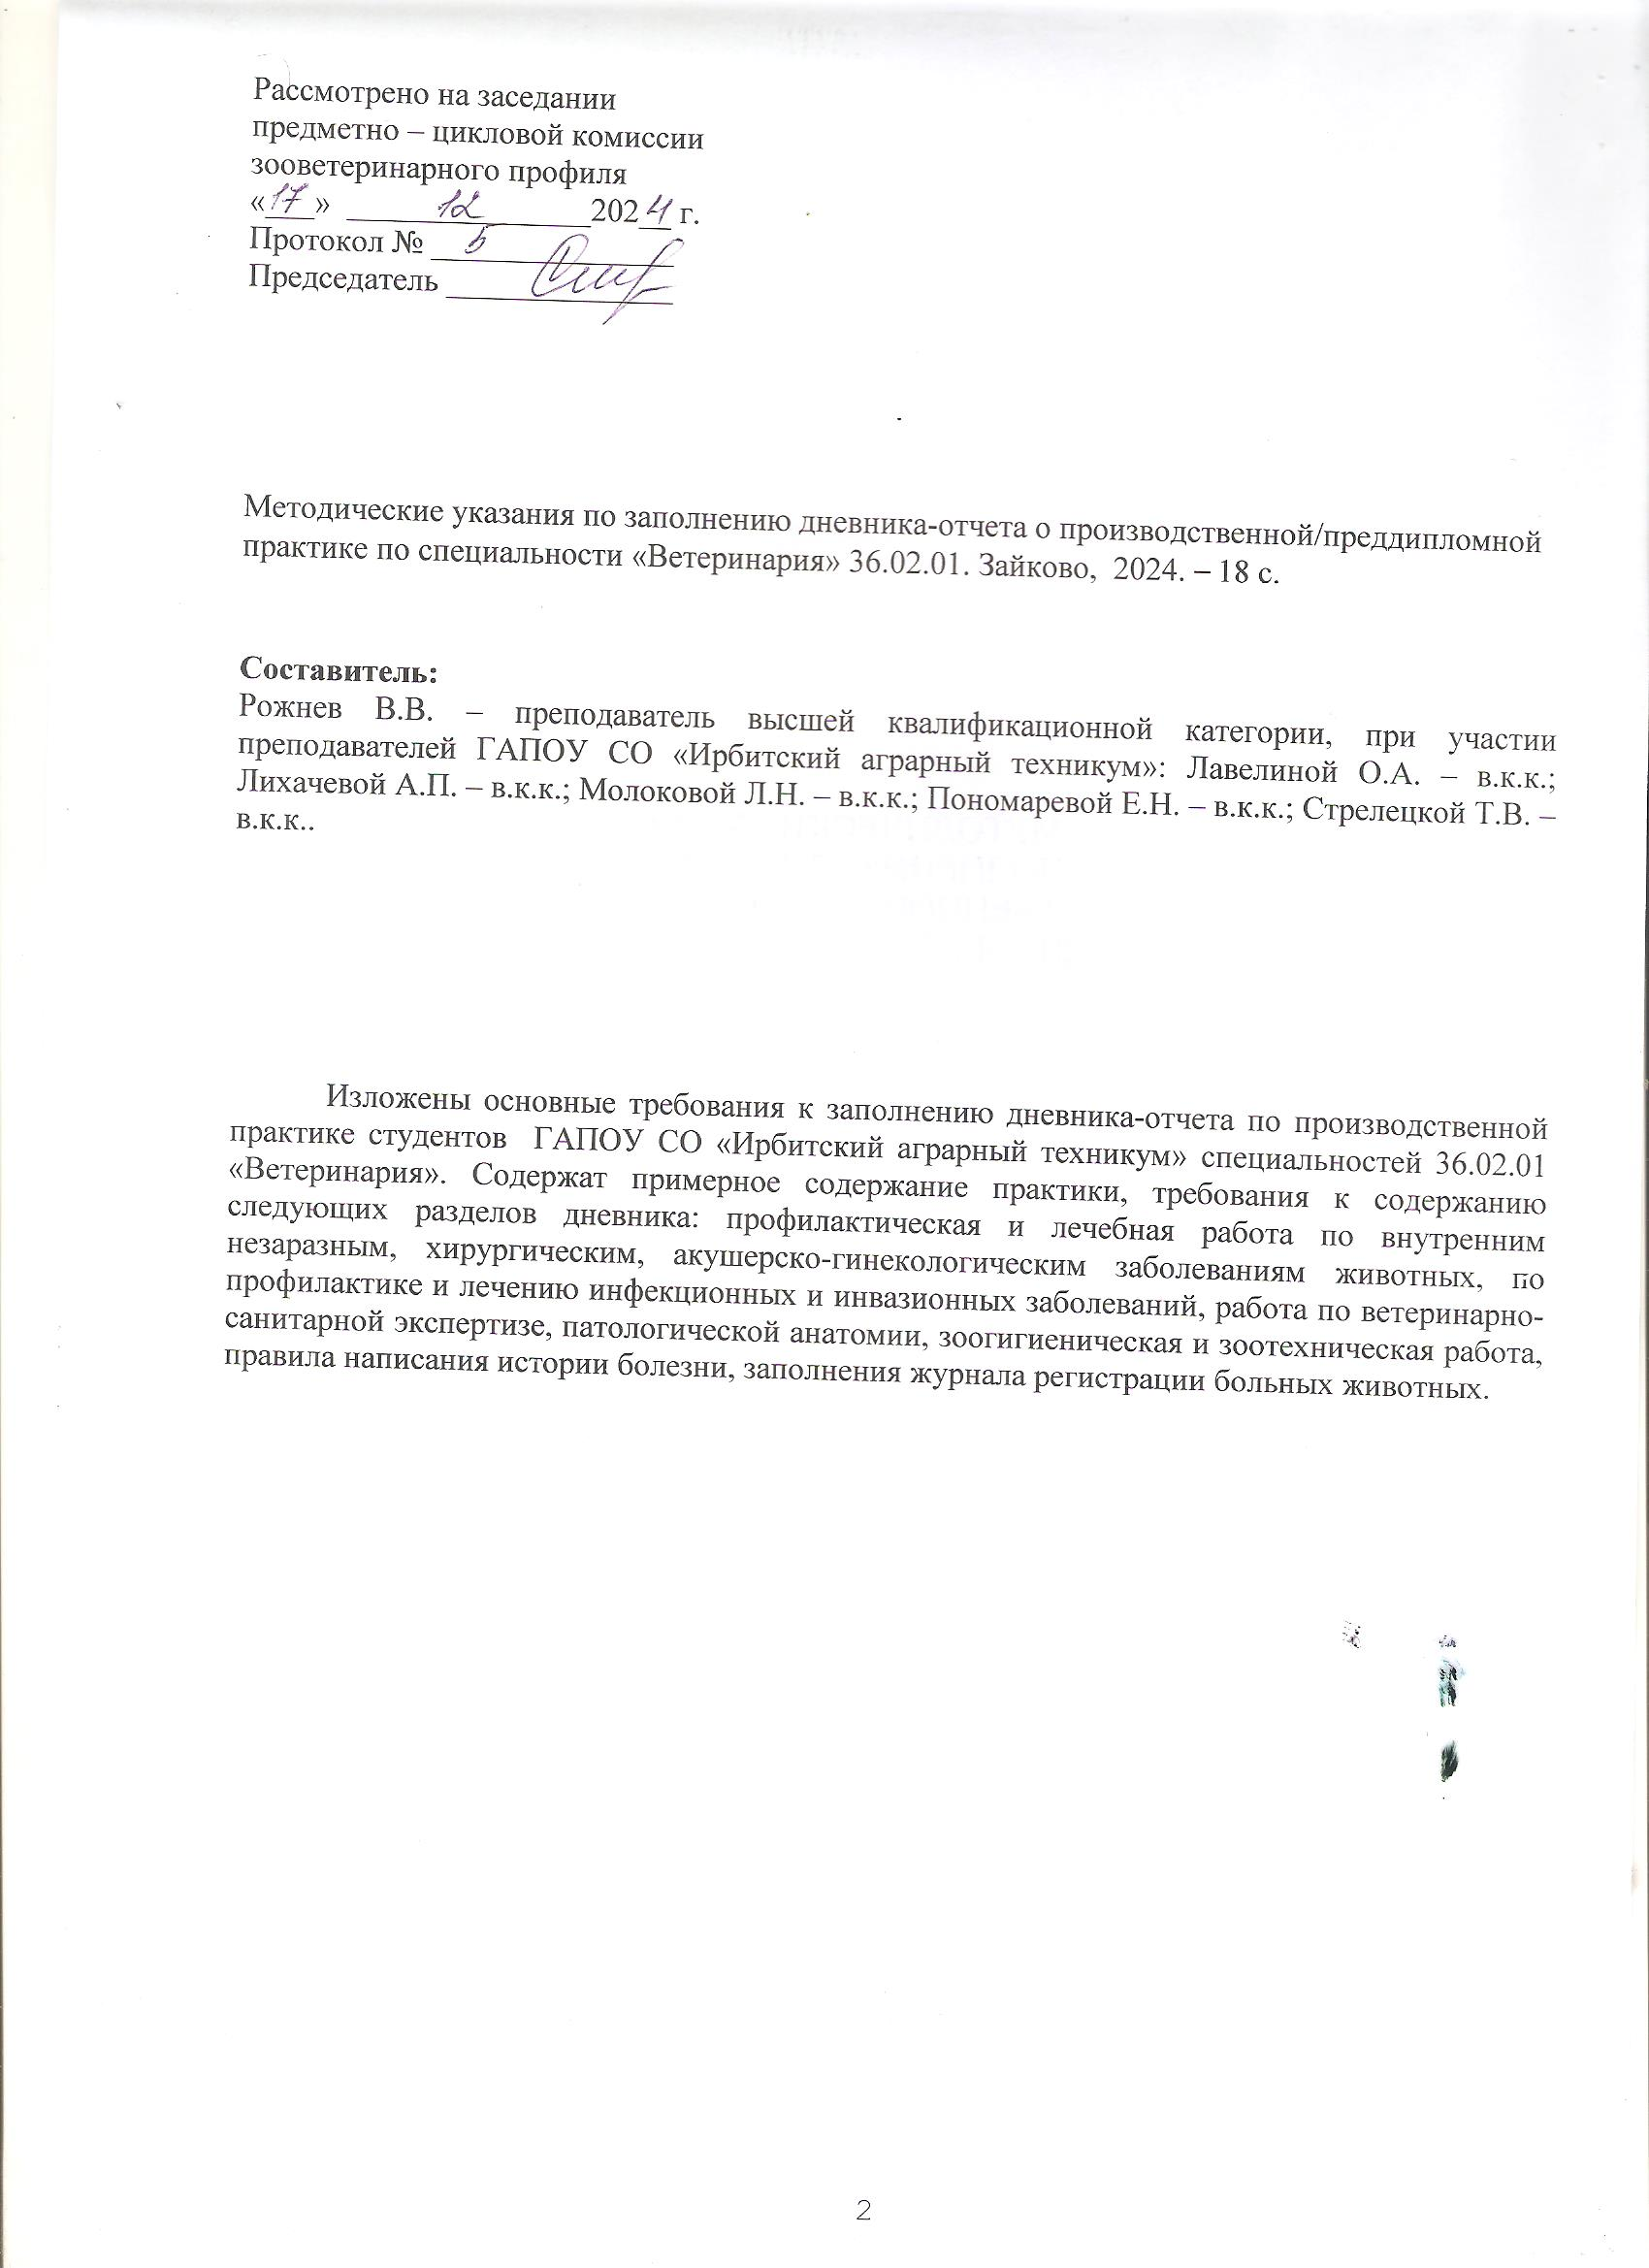 Рассмотрено на заседании
предметно – цикловой комиссии
зооветеринарного профиля
«17» 12 2024 г.
Протокол № 5
Председатель
Методические указания по заполнению дневника-отчета о производственной/преддипломной
практике по специальности «Ветеринария» 36.02.01. Зайково, 2024. – 18 с.
Составитель:
Рожнев В.В. – преподаватель высшей квалификационной категории, при участии
преподавателей ГАПОУ СО «Ирбитский аграрный техникум»: Лавелиной О.А. – в.к.к.;
Лихачевой А.П. – в.к.к.; Молоковой Л.Н. – в.к.к.; Пономаревой Е.Н. – в.к.к.; Стрелецкой Т.В. –
в.к.к..
Изложены основные требования к заполнению дневника-отчета по производственной
практике студентов ГАПОУ СО «Ирбитский аграрный техникум» специальностей 36.02.01
«Ветеринария». Содержат примерное содержание практики, требования к содержанию
следующих разделов дневника: профилактическая и лечебная работа по внутренним
незаразным, хирургическим, акушерско-гинекологическим заболеваниям животных, по
профилактике и лечению инфекционных и инвазионных заболеваний, работа по ветеринарно-
санитарной экспертизе, патологической анатомии, зоогигиеническая и зоотехническая работа,
правила написания истории болезни, заполнения журнала регистрации больных животных.
2